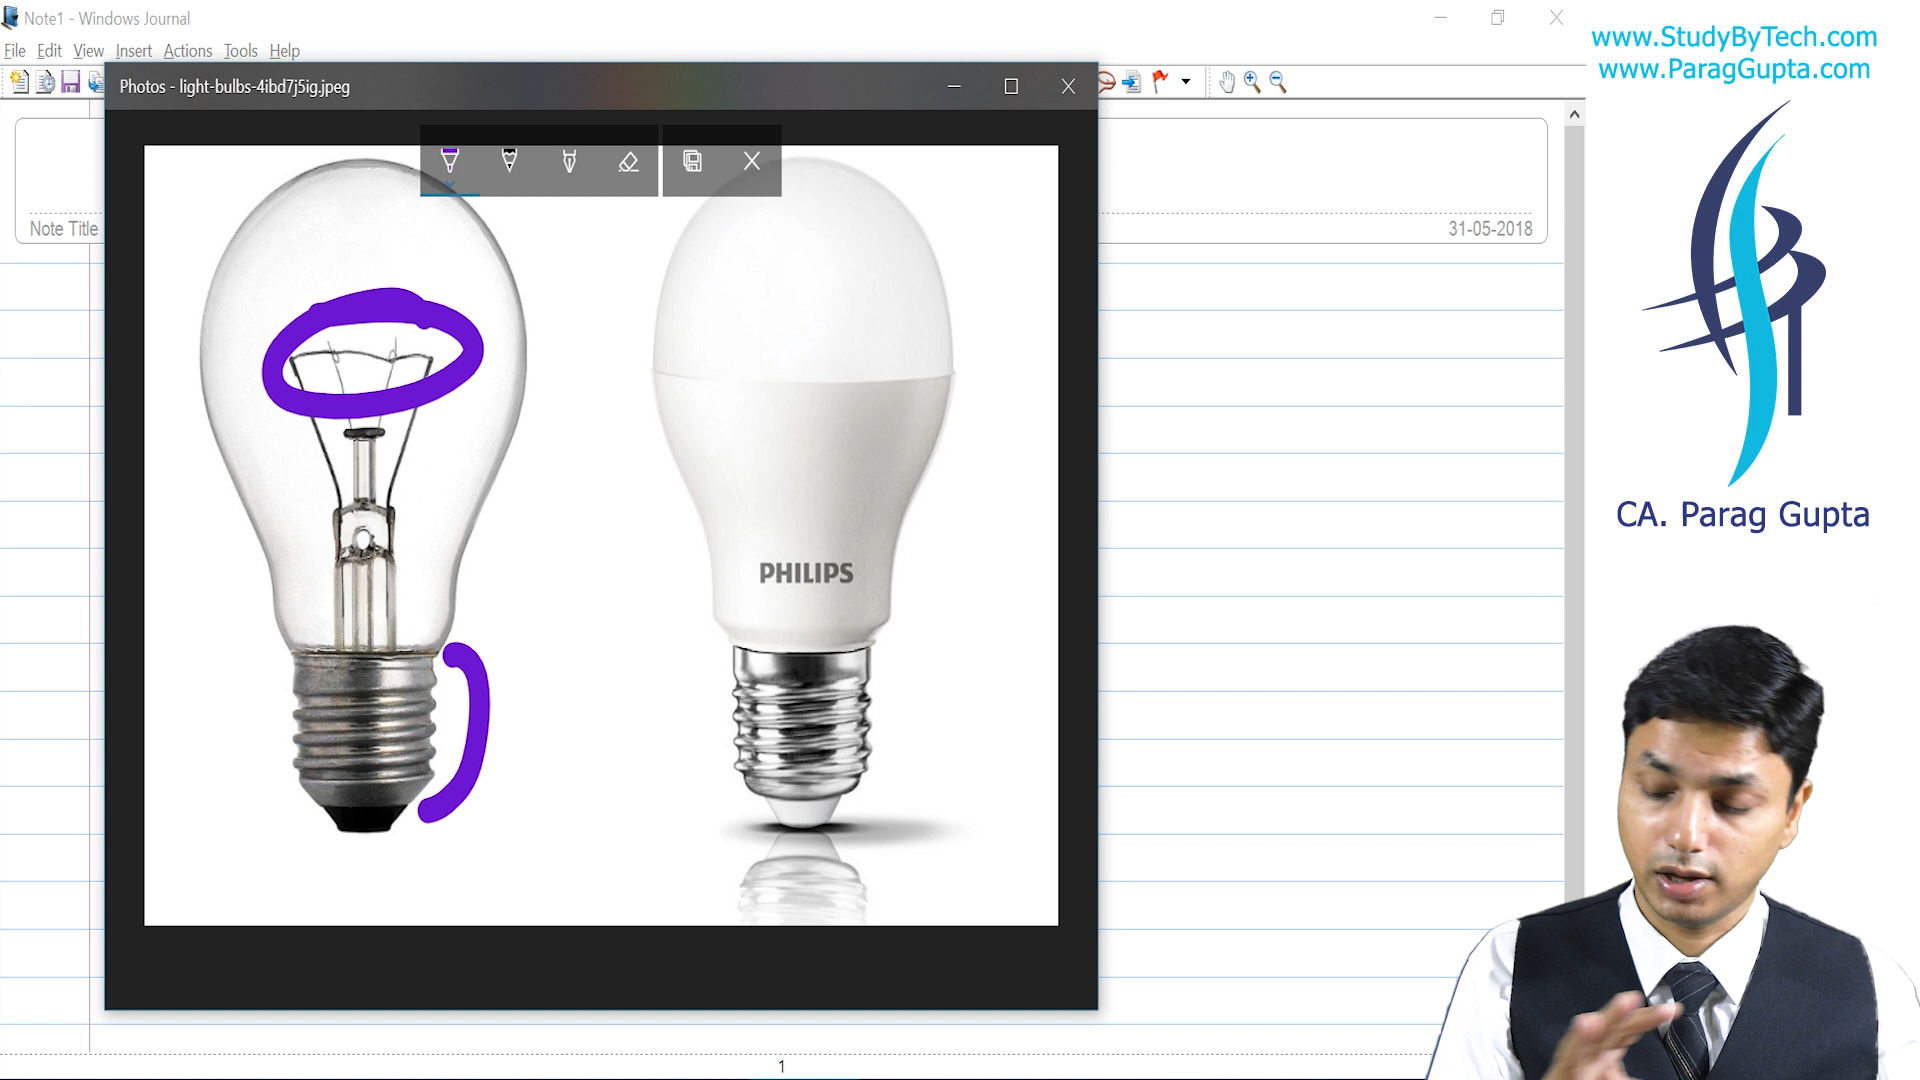 Note1 - Windows Journal
File Edit View Insert Actions Tools Help
Photos - light-bulbs-4ibd7j5ig.jpeg
Note Title
31-05-2018
PHILIPS
1
www.StudyByTech.com
www.ParagGupta.com
CA. Parag Gupta